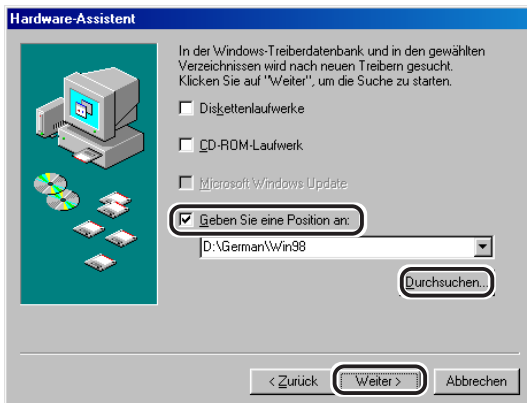 Hardware-Assistent
In der Windows-Treiberdatenbank und in den gewählten
Verzeichnissen wird nach neuen Treibern gesucht.
Klicken Sie auf "Weiter", um die Suche zu starten.
Diskettenlaufwerke
CD-ROM-Laufwerk
Microsoft Windows Update
Geben Sie eine Position an:
D:\German\Win98
Durchsuchen...
< Zurück
Weiter >
Abbrechen